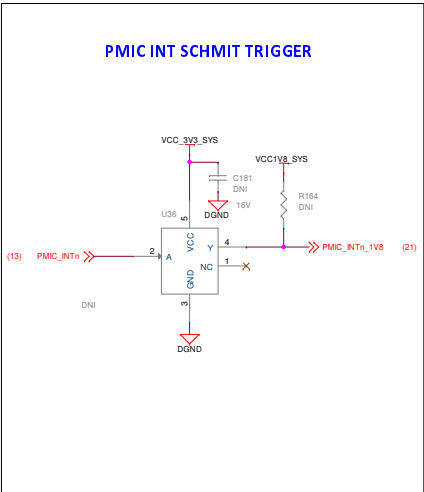 PMIC INT SCHMIT TRIGGER
VCC_3V3_SYS
VCC1V8_SYS
C181
DNI
16V
R164
DNI
DGND
U36
5
VCC
(13) PMIC_INTn 2 A
Y 4 PMIC_INTn_1V8 (21)
NC 1
GND
3
DNI
DGND